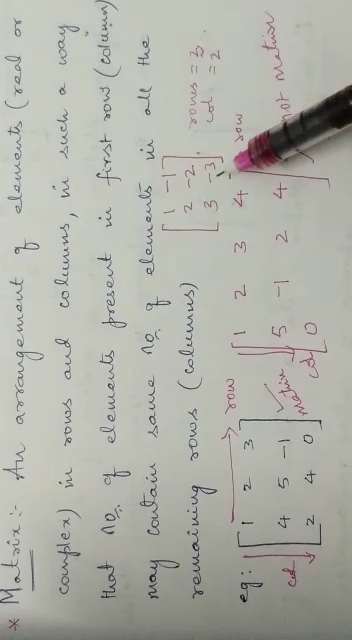 * Matrix :- An arrangement of elements (real or
complex) in rows and columns, in such a way
that no. of elements present in first row (column)
may contain same no. of elements in all the
remaining rows (columns)
[1 -1
2 -2
3 -3]
rows = 3
col = 2
eg: [1 2 3
4 5 -1
2 4 0]
row
col
matrix
[1 2 3 4
5 -1 2 4
0
row
col
not matrix